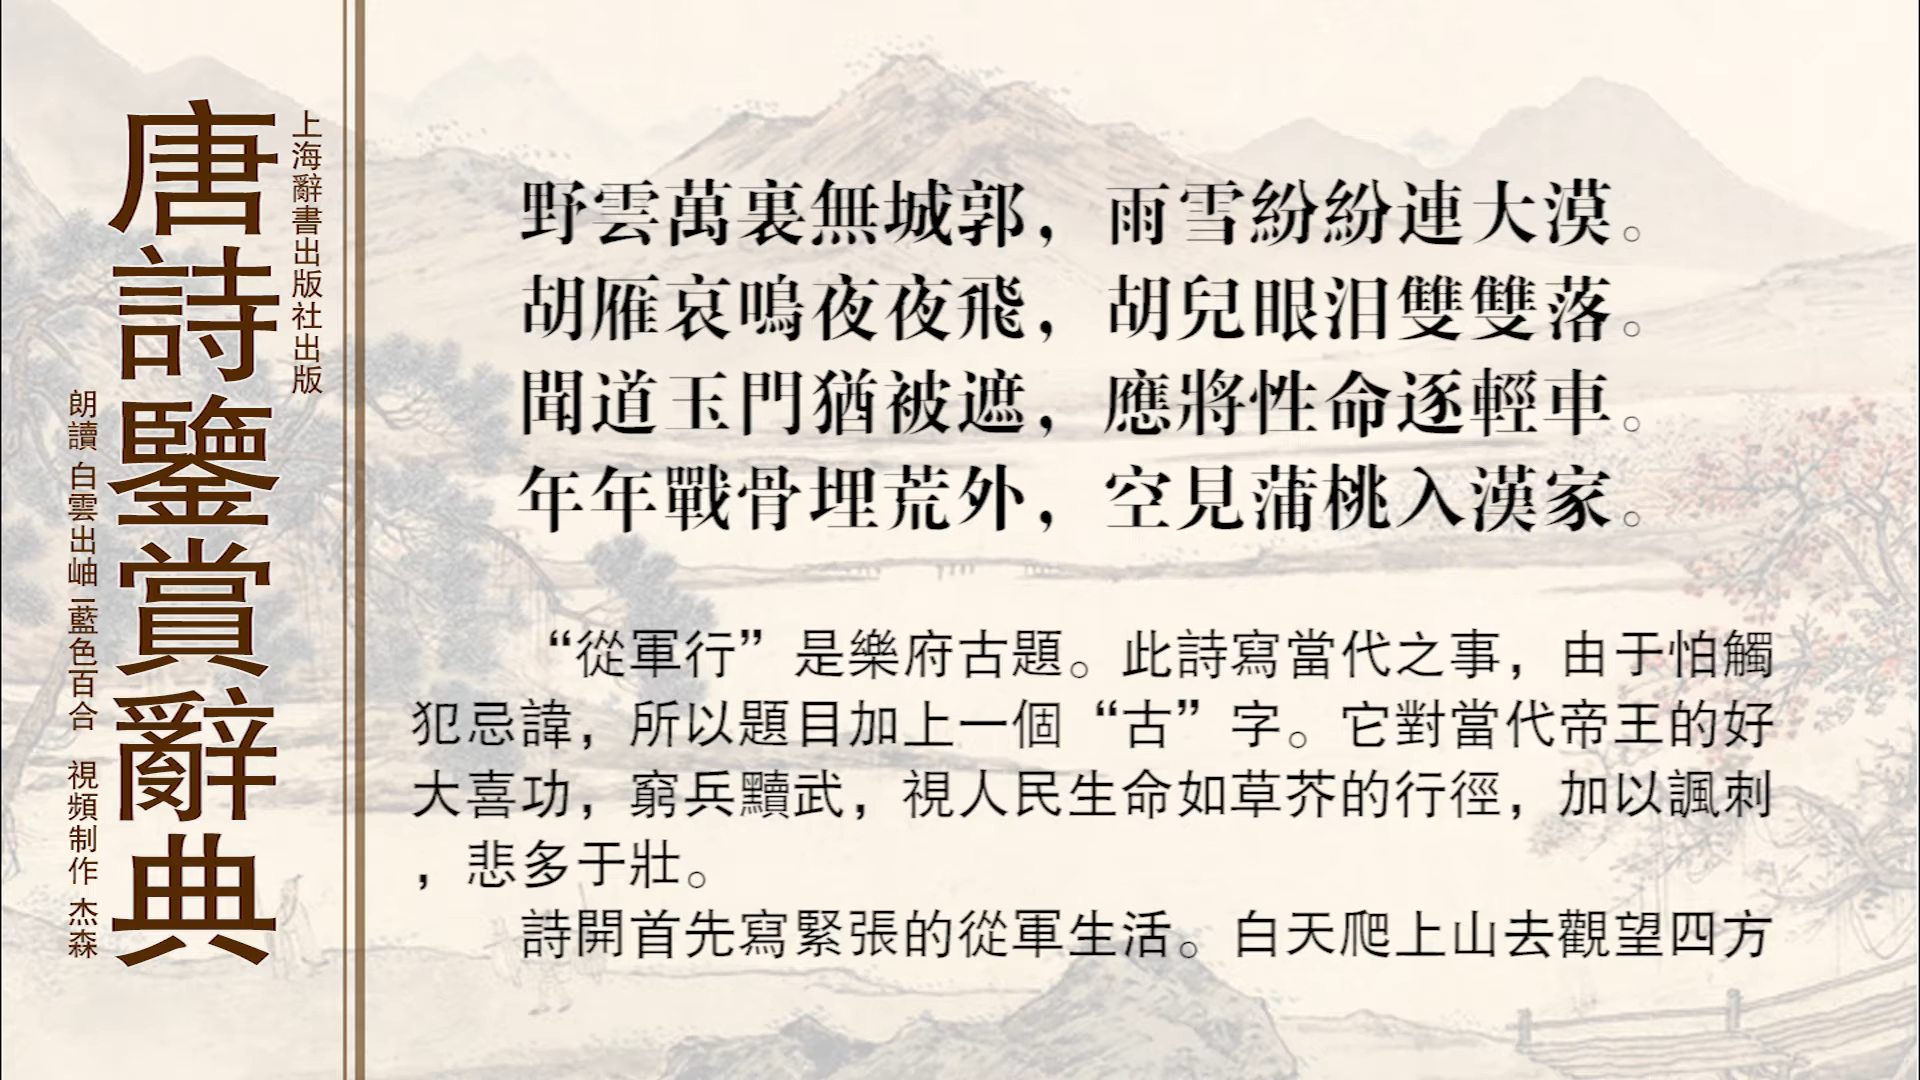 上海辭書出版社出版
唐詩鑒賞辭典
朗讀 白雲出岫—藍色百合 視頻制作 杰森
野雲萬裏無城郭，雨雪紛紛連大漠。
胡雁哀鳴夜夜飛，胡兒眼泪雙雙落。
聞道玉門猶被遮，應將性命逐輕車。
年年戰骨埋荒外，空見蒲桃入漢家。
“從軍行”是樂府古題。此詩寫當代之事，由于怕觸
犯忌諱，所以題目加上一個“古”字。它對當代帝王的好
大喜功，窮兵黷武，視人民生命如草芥的行徑，加以諷刺
，悲多于壯。
詩開首先寫緊張的從軍生活。白天爬上山去觀望四方